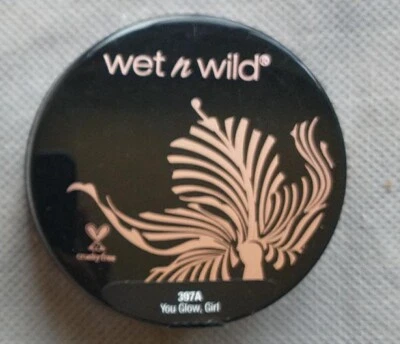 wet n wild®
cruelty free
397A
You Glow, Girl